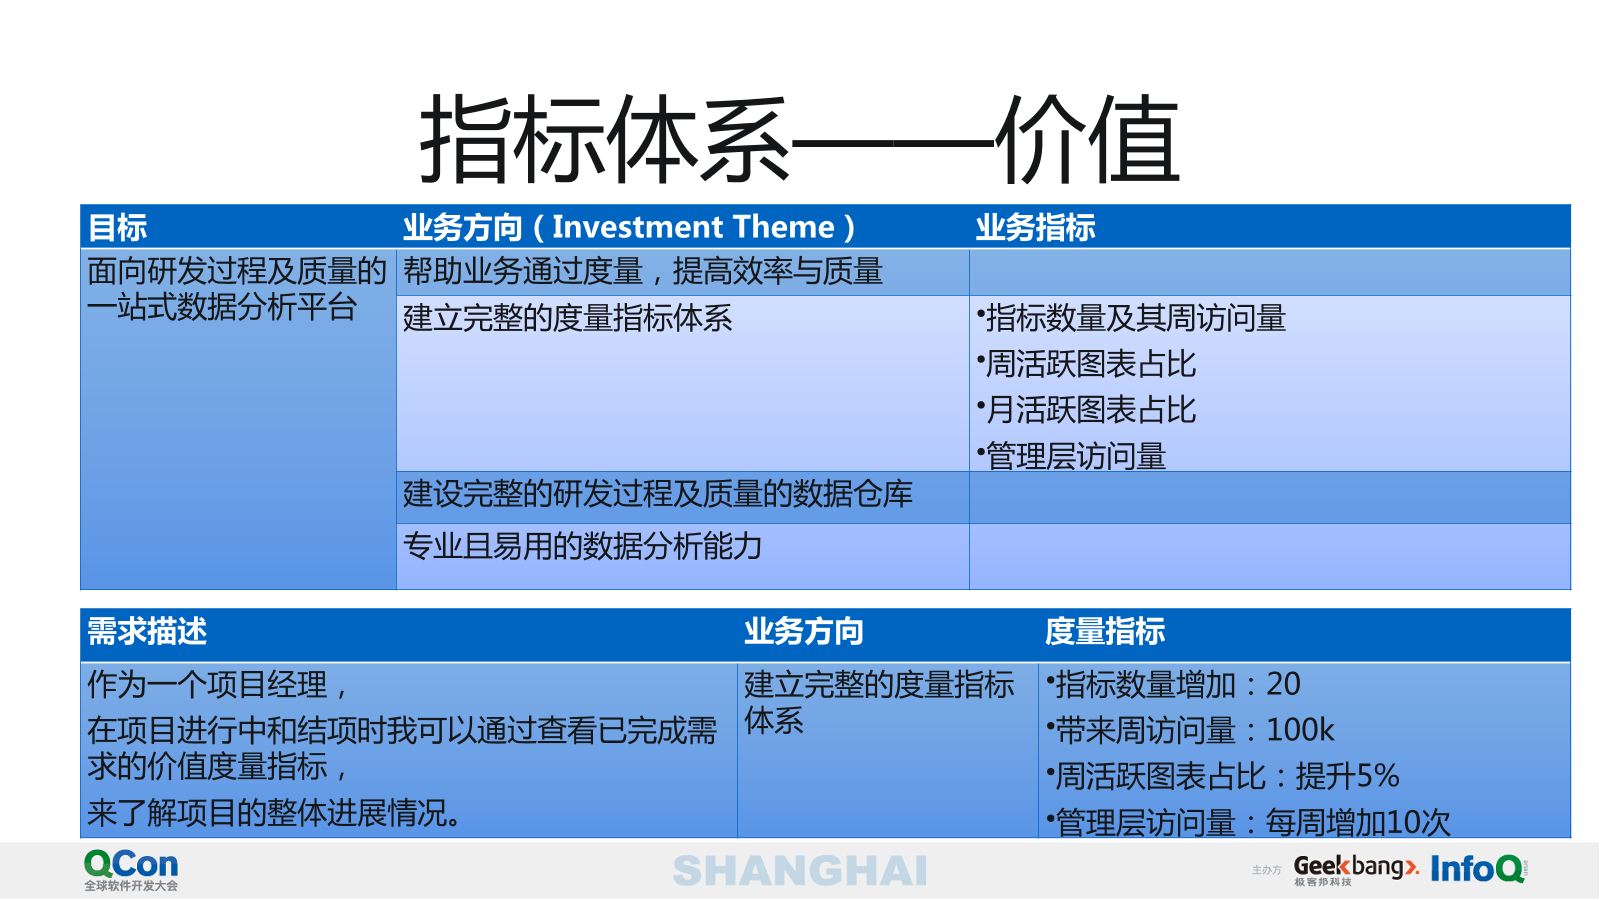 指标体系——价值
目标 业务方向（Investment Theme） 业务指标
面向研发过程及质量的
一站式数据分析平台
帮助业务通过度量，提高效率与质量
建立完整的度量指标体系
•指标数量及其周访问量
•周活跃图表占比
•月活跃图表占比
•管理层访问量
建设完整的研发过程及质量的数据仓库
专业且易用的数据分析能力
需求描述 业务方向 度量指标
作为一个项目经理，
在项目进行中和结项时我可以通过查看已完成需
求的价值度量指标，
来了解项目的整体进展情况。
建立完整的度量指标
体系
•指标数量增加：20
•带来周访问量：100k
•周活跃图表占比：提升5%
•管理层访问量：每周增加10次
QCon
全球软件开发大会
SHANGHAI
主办方
Geekbang
极客邦科技
InfoQ